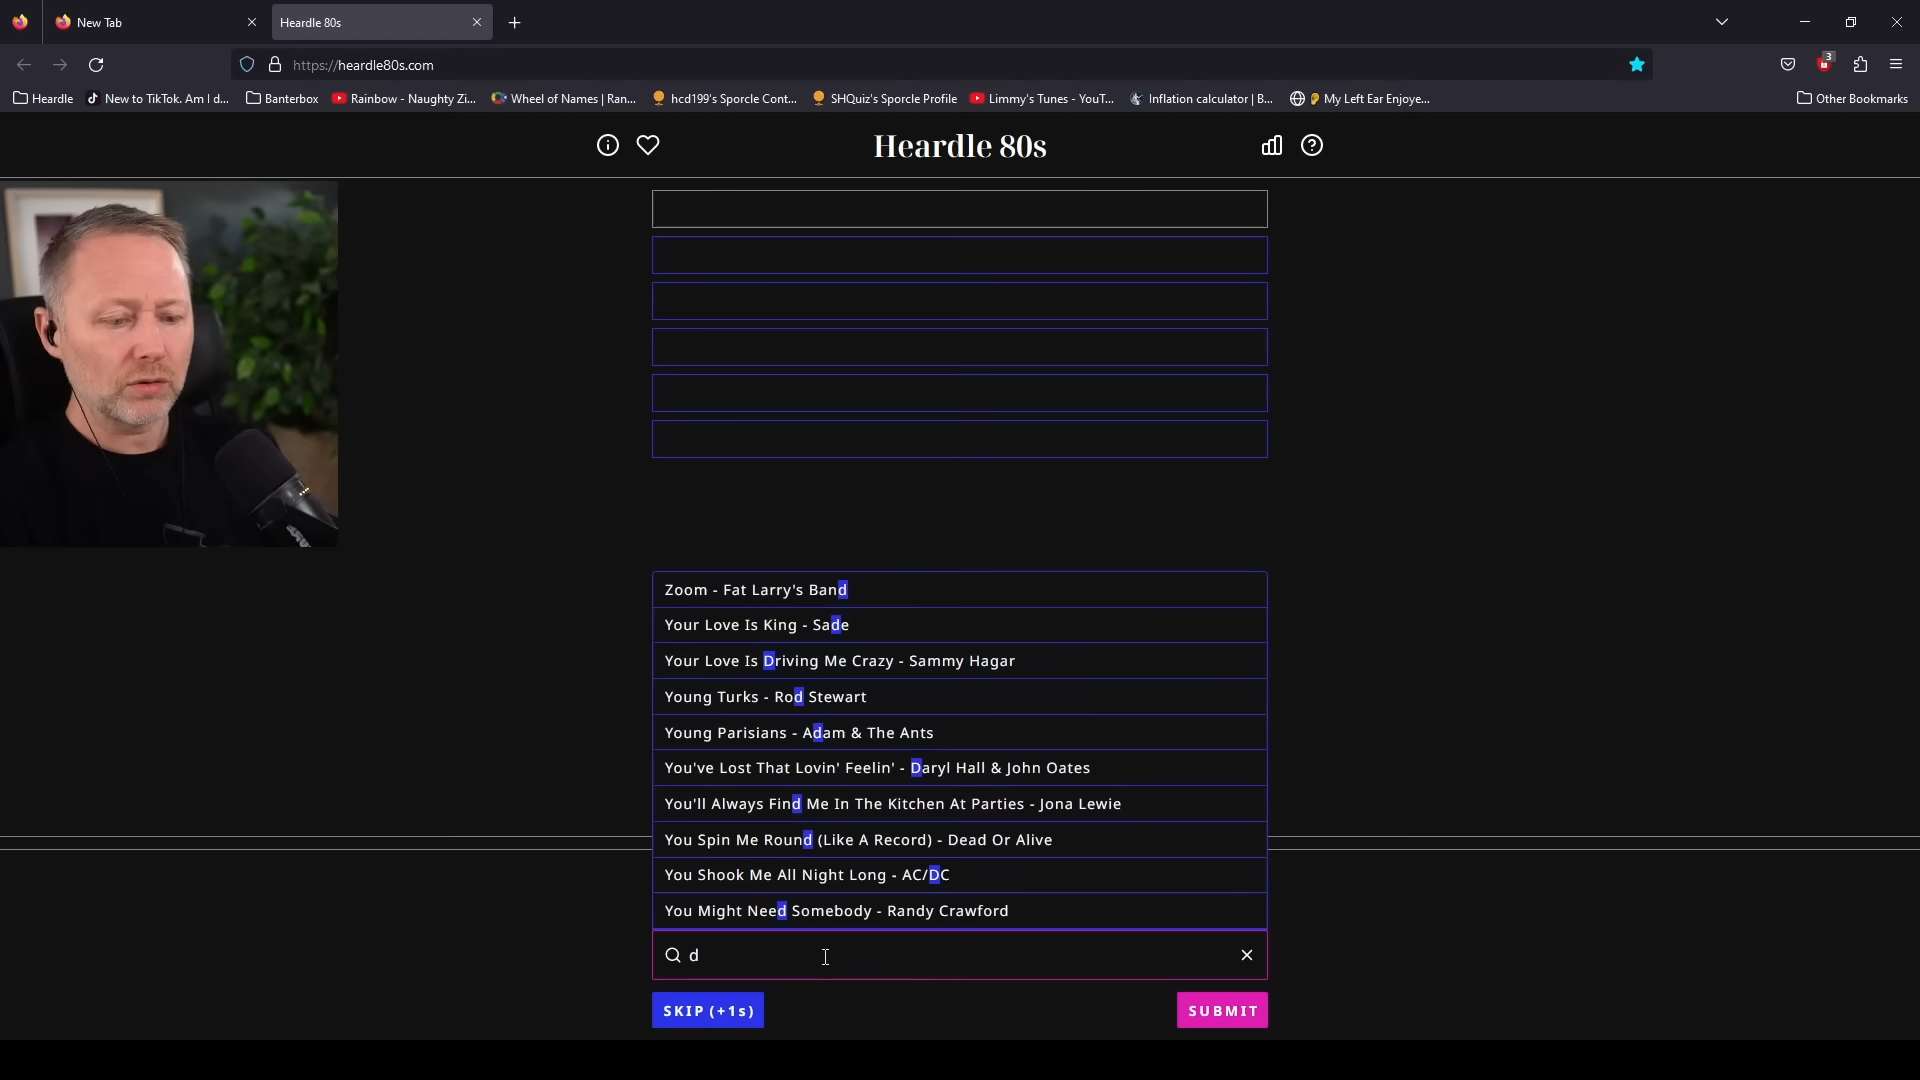 New Tab
Heardle 80s
https://heardle80s.com
3
Heardle
New to TikTok. Am I d...
Banterbox
Rainbow - Naughty Zi...
Wheel of Names | Ran...
hcd199's Sporcle Cont...
SHQuiz's Sporcle Profile
Limmy's Tunes - YouT...
Inflation calculator | B...
My Left Ear Enjoye...
Other Bookmarks
Heardle 80s
Zoom - Fat Larry's Band
Your Love Is King - Sade
Your Love Is Driving Me Crazy - Sammy Hagar
Young Turks - Rod Stewart
Young Parisians - Adam & The Ants
You've Lost That Lovin' Feelin' - Daryl Hall & John Oates
You'll Always Find Me In The Kitchen At Parties - Jona Lewie
You Spin Me Round (Like A Record) - Dead Or Alive
You Shook Me All Night Long - AC/DC
You Might Need Somebody - Randy Crawford
d
SKIP (+1s)
SUBMIT